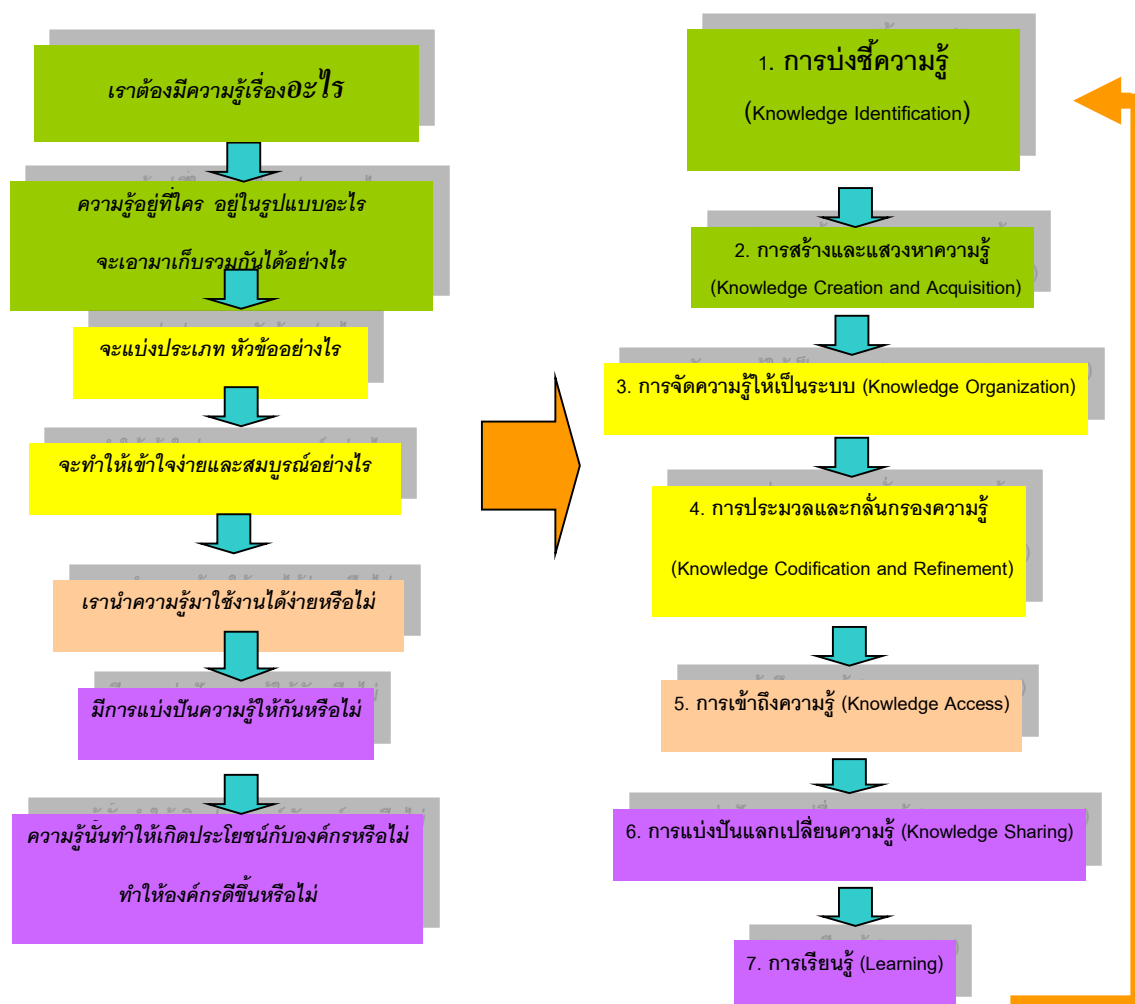 เราต้องมีความรู้เรื่องอะไร
ความรู้อยู่ที่ใคร อยู่ในรูปแบบอะไร
จะเอามาเก็บรวมกันได้อย่างไร
จะแบ่งประเภท หัวข้ออย่างไร
จะทำให้เข้าใจง่ายและสมบูรณ์อย่างไร
เรานำความรู้มาใช้งานได้ง่ายหรือไม่
มีการแบ่งปันความรู้ให้กันหรือไม่
ความรู้นั้นทำให้เกิดประโยชน์กับองค์กรหรือไม่
ทำให้องค์กรดีขึ้นหรือไม่
1. การบ่งชี้ความรู้
(Knowledge Identification)
2. การสร้างและแสวงหาความรู้
(Knowledge Creation and Acquisition)
3. การจัดความรู้ให้เป็นระบบ (Knowledge Organization)
4. การประมวลและกลั่นกรองความรู้
(Knowledge Codification and Refinement)
5. การเข้าถึงความรู้ (Knowledge Access)
6. การแบ่งปันแลกเปลี่ยนความรู้ (Knowledge Sharing)
7. การเรียนรู้ (Learning)